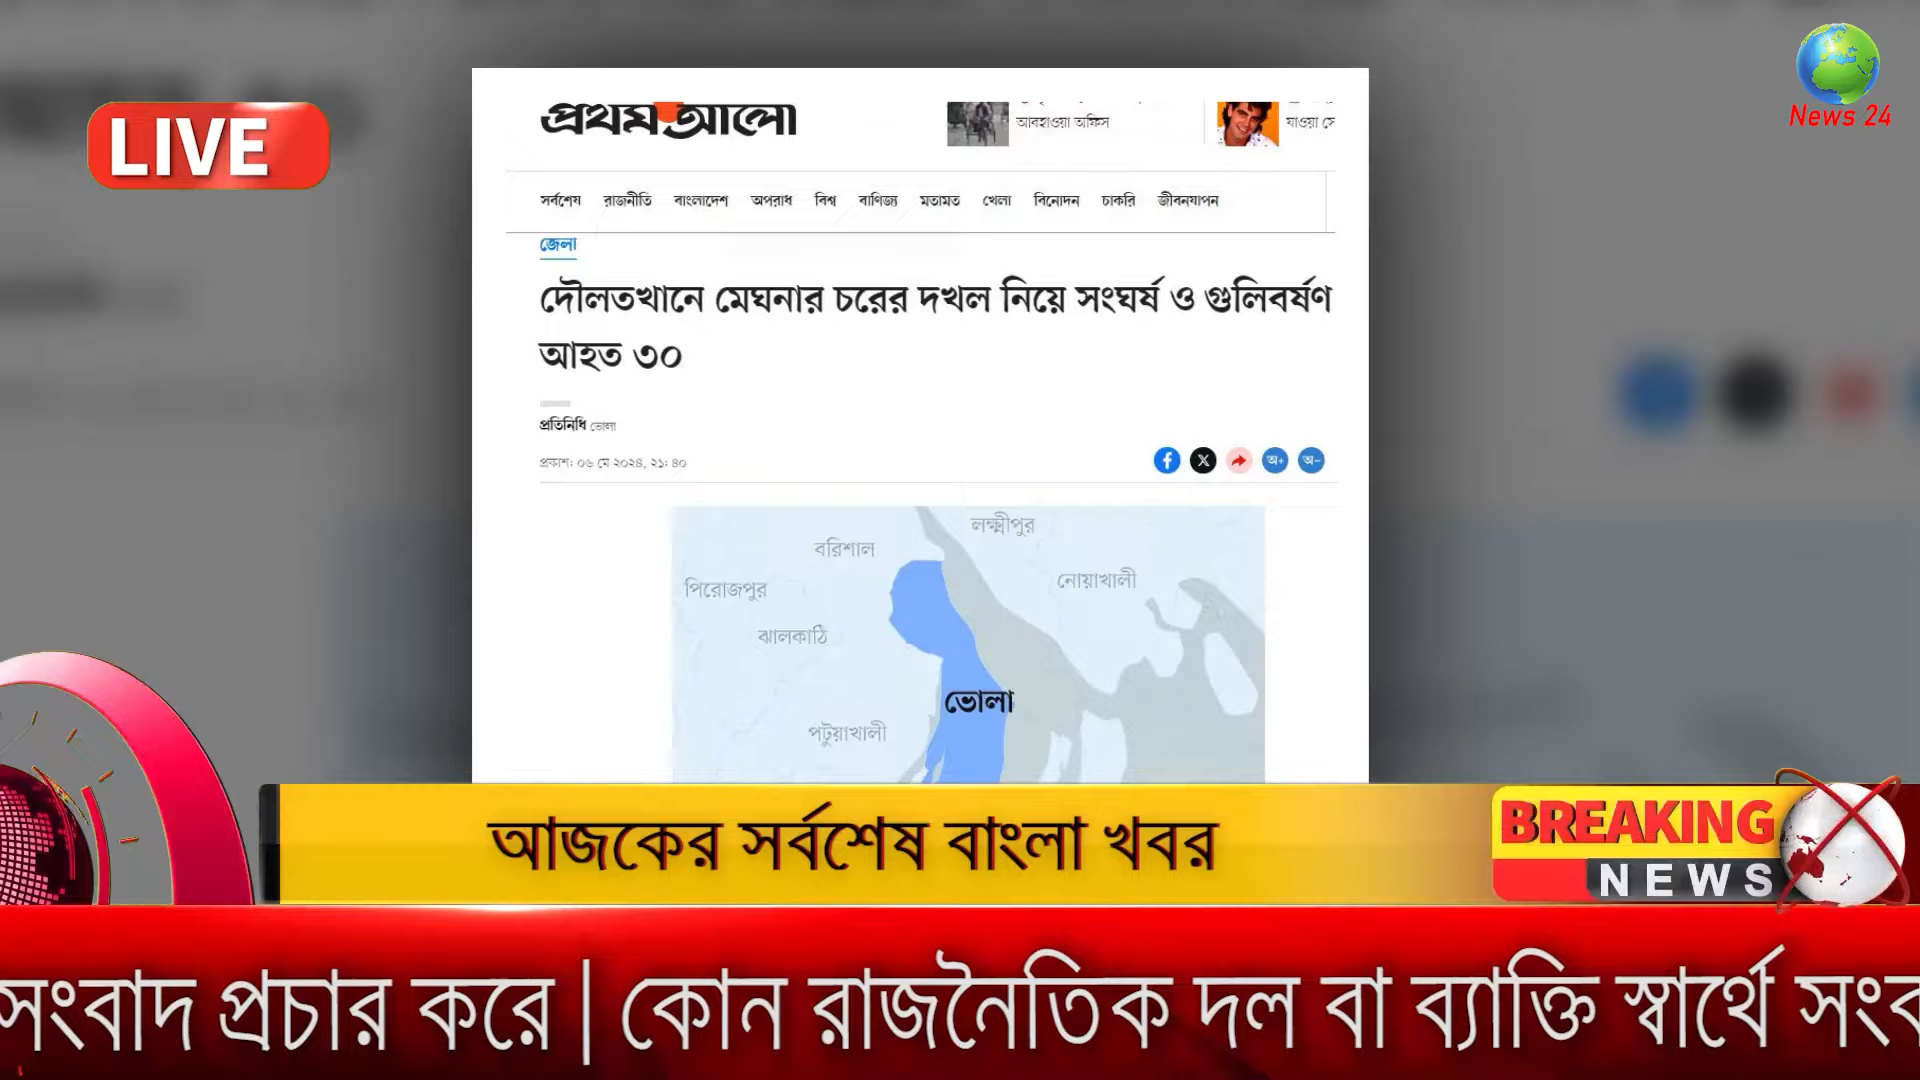 LIVE
News 24
প্রথম আলো
আবহাওয়া অফিস
যাওয়া সে
সর্বশেষ রাজনীতি বাংলাদেশ অপরাধ বিশ্ব বাণিজ্য মতামত খেলা বিনোদন চাকরি জীবনযাপন
জেলা
দৌলতখানে মেঘনার চরের দখল নিয়ে সংঘর্ষ ও গুলিবর্ষণ
আহত ৩০
প্রতিনিধি ভোলা
প্রকাশ: ০৬ মে ২০২৪, ২১: ৪০
অ+ অ-
লক্ষ্মীপুর
বরিশাল
নোয়াখালী
পিরোজপুর
ঝালকাঠি
ভোলা
পটুয়াখালী
আজকের সর্বশেষ বাংলা খবর
BREAKING
NEWS
সংবাদ প্রচার করে | কোন রাজনৈতিক দল বা ব্যাক্তি স্বার্থে সংব